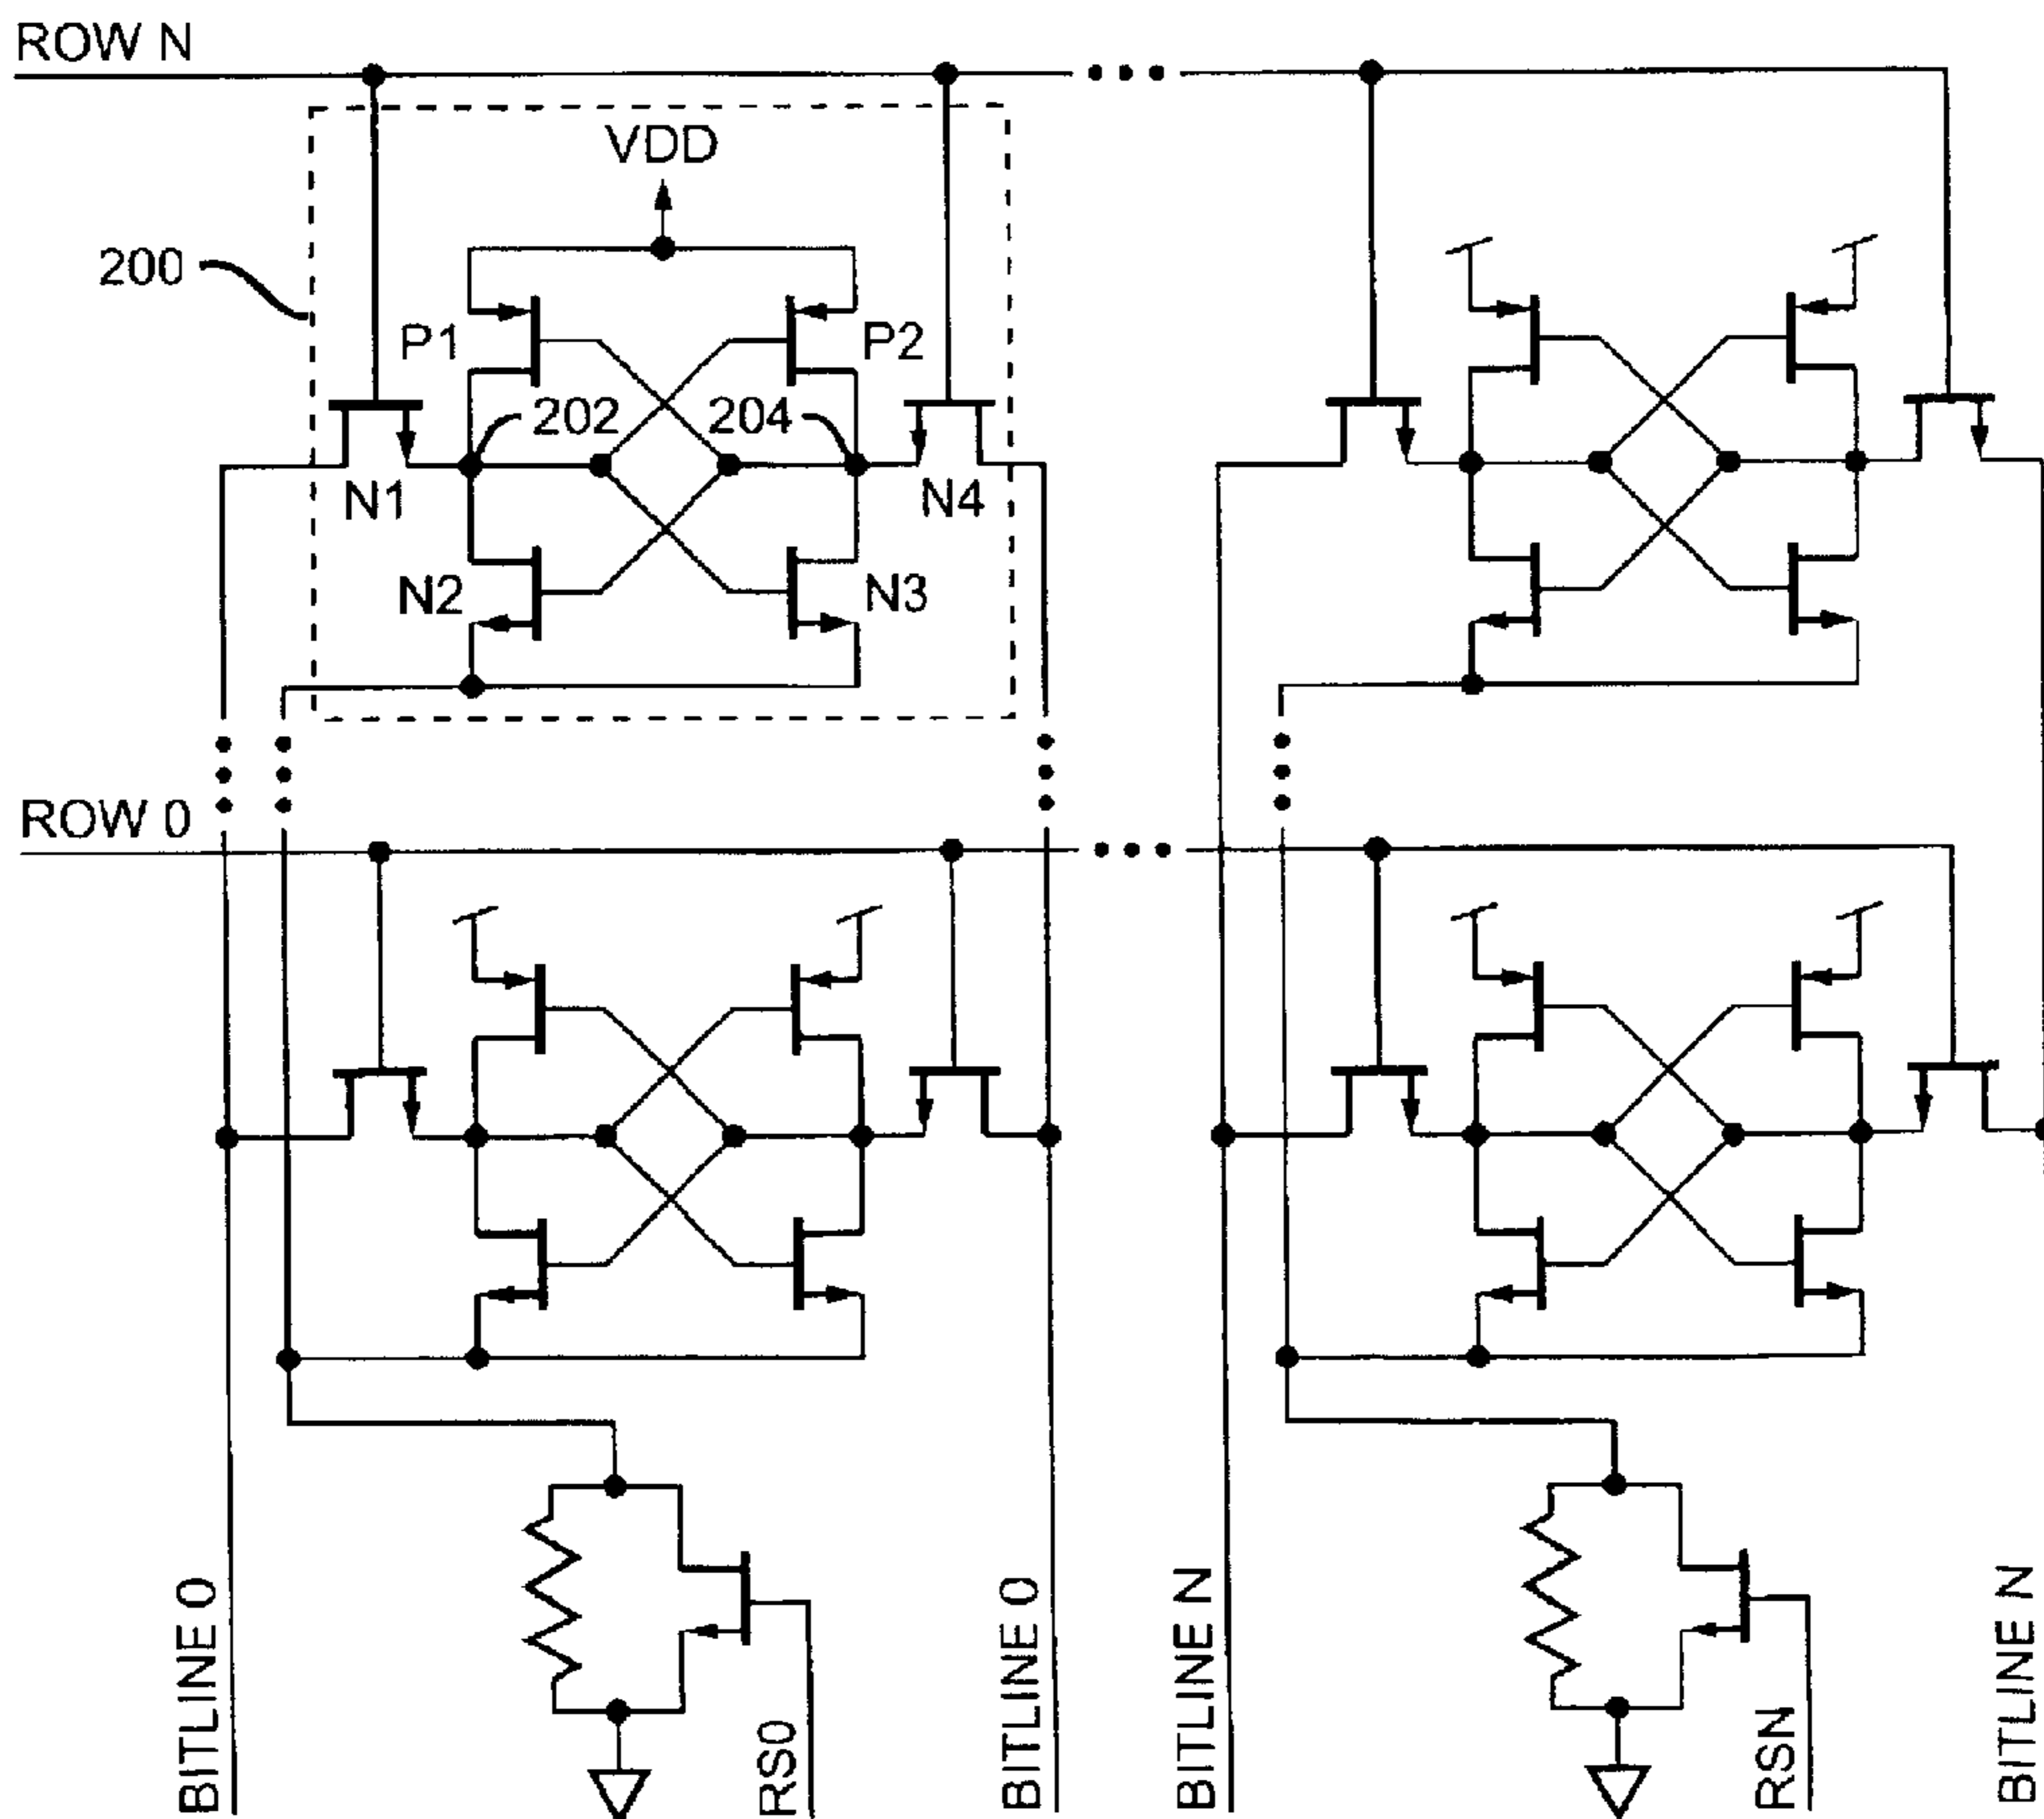 ROW N
VDD
200
P1
P2
202
204
N1
N4
N2
N3
ROW 0
BITLINE 0
RS0
BITLINE 0
BITLINE N
RSN
BITLINE N